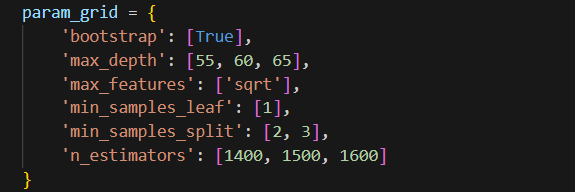 param_grid = {
    'bootstrap': [True],
    'max_depth': [55, 60, 65],
    'max_features': ['sqrt'],
    'min_samples_leaf': [1],
    'min_samples_split': [2, 3],
    'n_estimators': [1400, 1500, 1600]
}